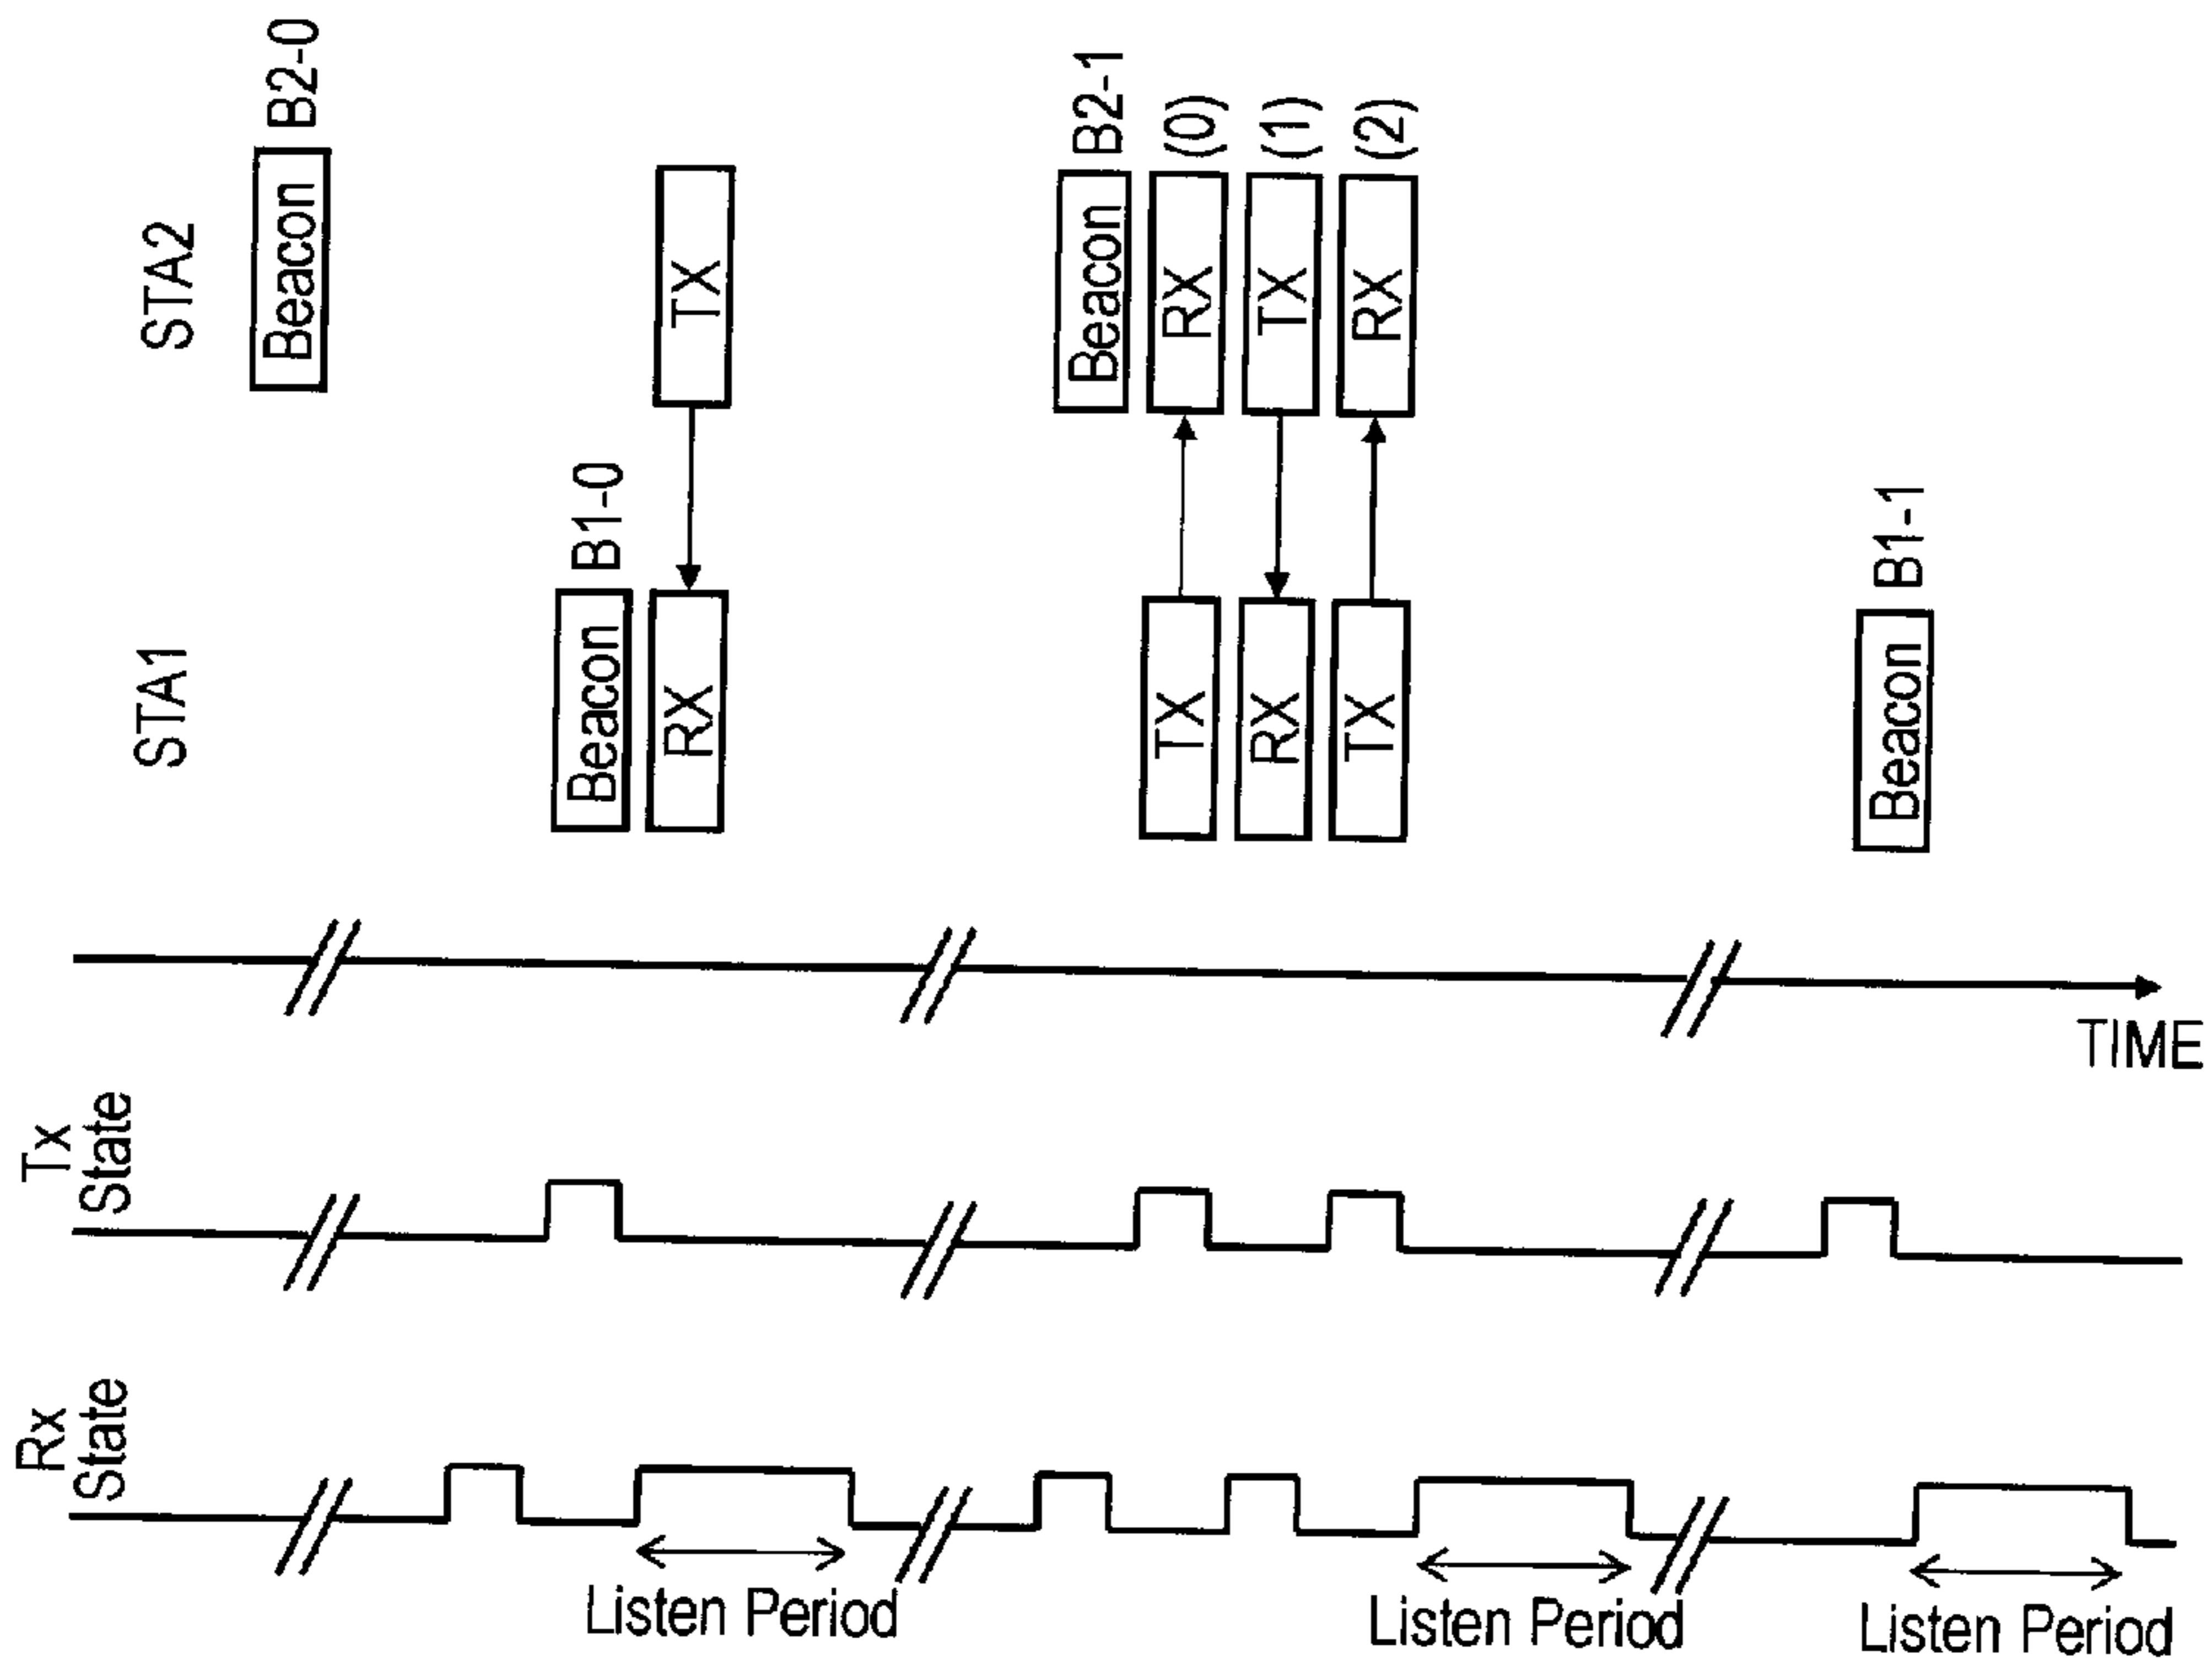 STA2
Beacon B2-0
TX
Beacon B2-1
RX (0)
TX (1)
RX (2)
STA1
Beacon B1-0
RX
TX
RX
TX
Beacon B1-1
TIME
Tx
State
Rx
State
Listen Period
Listen Period
Listen Period